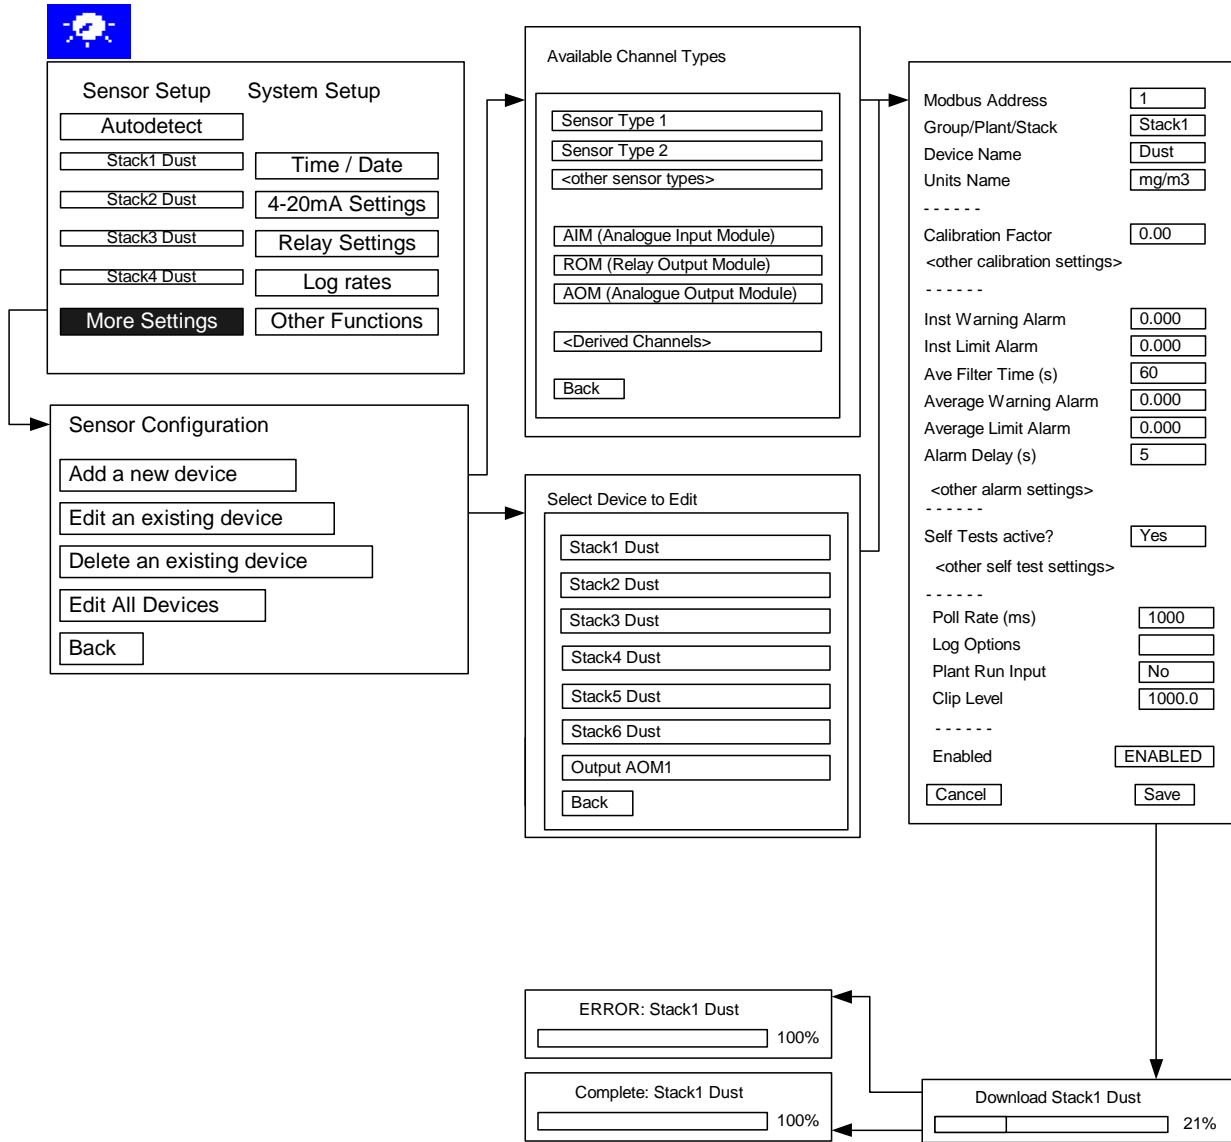 Sensor Setup System Setup
Autodetect
Stack1 Dust Time / Date
Stack2 Dust 4-20mA Settings
Stack3 Dust Relay Settings
Stack4 Dust Log rates
More Settings Other Functions
Sensor Configuration
Add a new device
Edit an existing device
Delete an existing device
Edit All Devices
Back
Available Channel Types
Sensor Type 1
Sensor Type 2
<other sensor types>
AIM (Analogue Input Module)
ROM (Relay Output Module)
AOM (Analogue Output Module)
<Derived Channels>
Back
Select Device to Edit
Stack1 Dust
Stack2 Dust
Stack3 Dust
Stack4 Dust
Stack5 Dust
Stack6 Dust
Output AOM1
Back
Modbus Address 1
Group/Plant/Stack Stack1
Device Name Dust
Units Name mg/m3
- - - - - -
Calibration Factor 0.00
<other calibration settings>
- - - - - -
Inst Warning Alarm 0.000
Inst Limit Alarm 0.000
Ave Filter Time (s) 60
Average Warning Alarm 0.000
Average Limit Alarm 0.000
Alarm Delay (s) 5
<other alarm settings>
- - - - - -
Self Tests active? Yes
<other self test settings>
- - - - - -
Poll Rate (ms) 1000
Log Options
Plant Run Input No
Clip Level 1000.0
- - - - - -
Enabled ENABLED
Cancel Save
ERROR: Stack1 Dust
100%
Complete: Stack1 Dust
100%
Download Stack1 Dust
21%